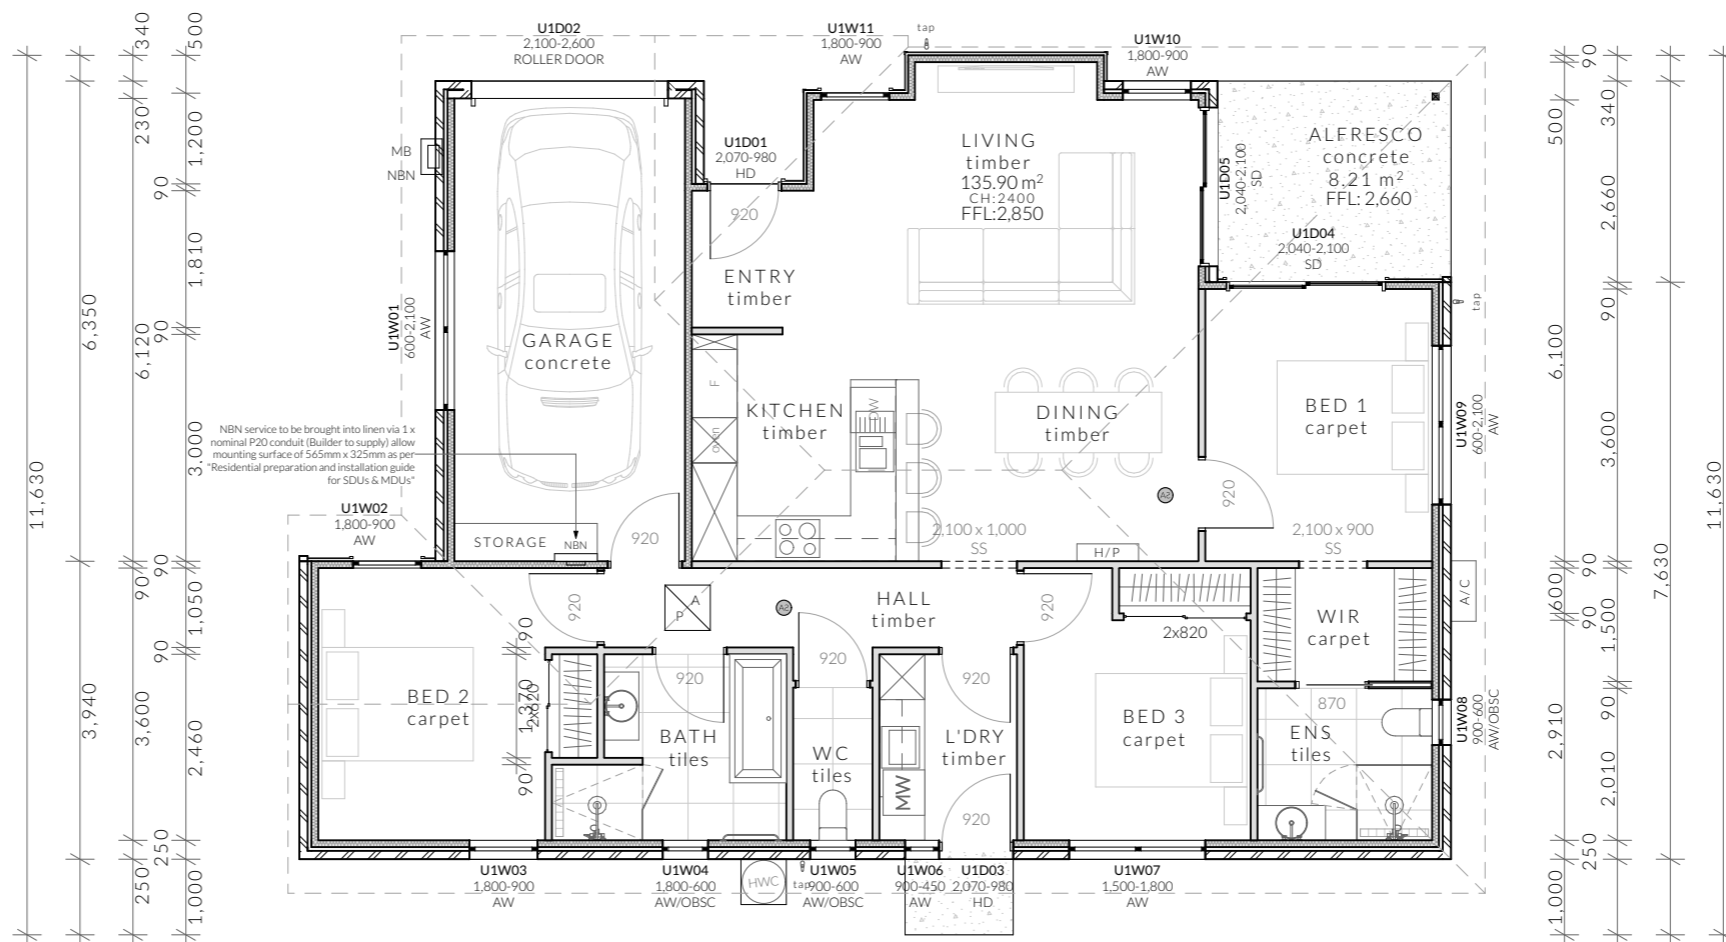 U1D02
2,100-2,600
ROLLER DOOR
U1W11
1,800-900
AW
tap
U1W10
1,800-900
AW
340
500
230
1,200
90
1,810
6,350
6,120
90
3,000
11,630
90
90
1,050
90
3,940
3,600
2,460
250
250
1,000
MB
NBN
U1D01
2,070-980
HD
920
LIVING
timber
135.90 m²
CH:2400
FFL:2,850
U1D05
2,040-2,100
SD
ALFRESCO
concrete
8.21 m²
FFL: 2,660
U1D04
2,040-2,100
SD
ENTRY
timber
U1W01
600-2,100
AW
GARAGE
concrete
tap
F
oven
KITCHEN
timber
DW
DINING
timber
BED 1
carpet
U1W09
600-2,100
AW
NBN service to be brought into linen via 1 x
nominal P20 conduit (Builder to supply) allow
mounting surface of 565mm x 325mm as per
"Residential preparation and installation guide
for SDUs & MDUs"
U1W02
1,800-900
AW
STORAGE
NBN
920
2,100 x 1,000
SS
H/P
920
2,100 x 900
SS
920
A
P
HALL
timber
920
2x820
WIR
carpet
A/C
BED 2
carpet
90
1,370
2x620
90
920
BATH
tiles
920
WC
tiles
920
L'DRY
timber
MW
920
BED 3
carpet
870
ENS
tiles
U1W08
900-600
AW/OBSC
U1W03
1,800-900
AW
U1W04
1,800-600
AW/OBSC
HWC
tap
U1W05
900-600
AW/OBSC
U1W06
900-450
AW
U1D03
2,070-980
HD
U1W07
1,500-1,800
AW
90
500
340
2,660
90
6,100
3,600
11,630
7,630
90
600
90
1,500
90
2,910
2,010
250
1,000